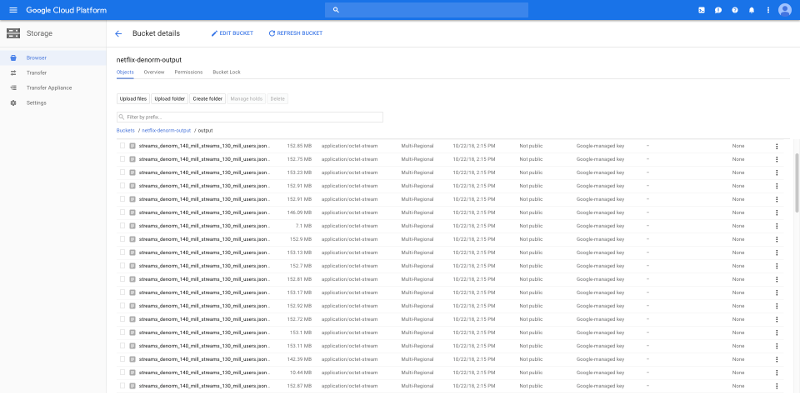 Google Cloud Platform
Storage
Bucket details
EDIT BUCKET
REFRESH BUCKET
Browser
Transfer
Transfer Appliance
Settings
netflix-denorm-output
Objects Overview Permissions Bucket Lock
Upload files Upload folder Create folder Manage holds Delete
Filter by prefix...
Buckets / netflix-denorm-output / output
streams_denorm_140_mill_streams_130_mill_users.json... 152.85 MB application/octet-stream Multi-Regional 10/22/18, 2:15 PM Not public Google-managed key – None
streams_denorm_140_mill_streams_130_mill_users.json... 152.75 MB application/octet-stream Multi-Regional 10/22/18, 2:15 PM Not public Google-managed key – None
streams_denorm_140_mill_streams_130_mill_users.json... 153.23 MB application/octet-stream Multi-Regional 10/22/18, 2:15 PM Not public Google-managed key – None
streams_denorm_140_mill_streams_130_mill_users.json... 152.91 MB application/octet-stream Multi-Regional 10/22/18, 2:15 PM Not public Google-managed key – None
streams_denorm_140_mill_streams_130_mill_users.json... 152.91 MB application/octet-stream Multi-Regional 10/22/18, 2:15 PM Not public Google-managed key – None
streams_denorm_140_mill_streams_130_mill_users.json... 146.09 MB application/octet-stream Multi-Regional 10/22/18, 2:15 PM Not public Google-managed key – None
streams_denorm_140_mill_streams_130_mill_users.json... 7.1 MB application/octet-stream Multi-Regional 10/22/18, 2:15 PM Not public Google-managed key – None
streams_denorm_140_mill_streams_130_mill_users.json... 152.9 MB application/octet-stream Multi-Regional 10/22/18, 2:15 PM Not public Google-managed key – None
streams_denorm_140_mill_streams_130_mill_users.json... 153.13 MB application/octet-stream Multi-Regional 10/22/18, 2:15 PM Not public Google-managed key – None
streams_denorm_140_mill_streams_130_mill_users.json... 152.7 MB application/octet-stream Multi-Regional 10/22/18, 2:15 PM Not public Google-managed key – None
streams_denorm_140_mill_streams_130_mill_users.json... 152.81 MB application/octet-stream Multi-Regional 10/22/18, 2:15 PM Not public Google-managed key – None
streams_denorm_140_mill_streams_130_mill_users.json... 153.17 MB application/octet-stream Multi-Regional 10/22/18, 2:15 PM Not public Google-managed key – None
streams_denorm_140_mill_streams_130_mill_users.json... 152.92 MB application/octet-stream Multi-Regional 10/22/18, 2:15 PM Not public Google-managed key – None
streams_denorm_140_mill_streams_130_mill_users.json... 152.72 MB application/octet-stream Multi-Regional 10/22/18, 2:15 PM Not public Google-managed key – None
streams_denorm_140_mill_streams_130_mill_users.json... 153.1 MB application/octet-stream Multi-Regional 10/22/18, 2:15 PM Not public Google-managed key – None
streams_denorm_140_mill_streams_130_mill_users.json... 153.11 MB application/octet-stream Multi-Regional 10/22/18, 2:15 PM Not public Google-managed key – None
streams_denorm_140_mill_streams_130_mill_users.json... 142.39 MB application/octet-stream Multi-Regional 10/22/18, 2:15 PM Not public Google-managed key – None
streams_denorm_140_mill_streams_130_mill_users.json... 10.44 MB application/octet-stream Multi-Regional 10/22/18, 2:15 PM Not public Google-managed key – None
streams_denorm_140_mill_streams_130_mill_users.json... 152.87 MB application/octet-stream Multi-Regional 10/22/18, 2:15 PM Not public Google-managed key – None